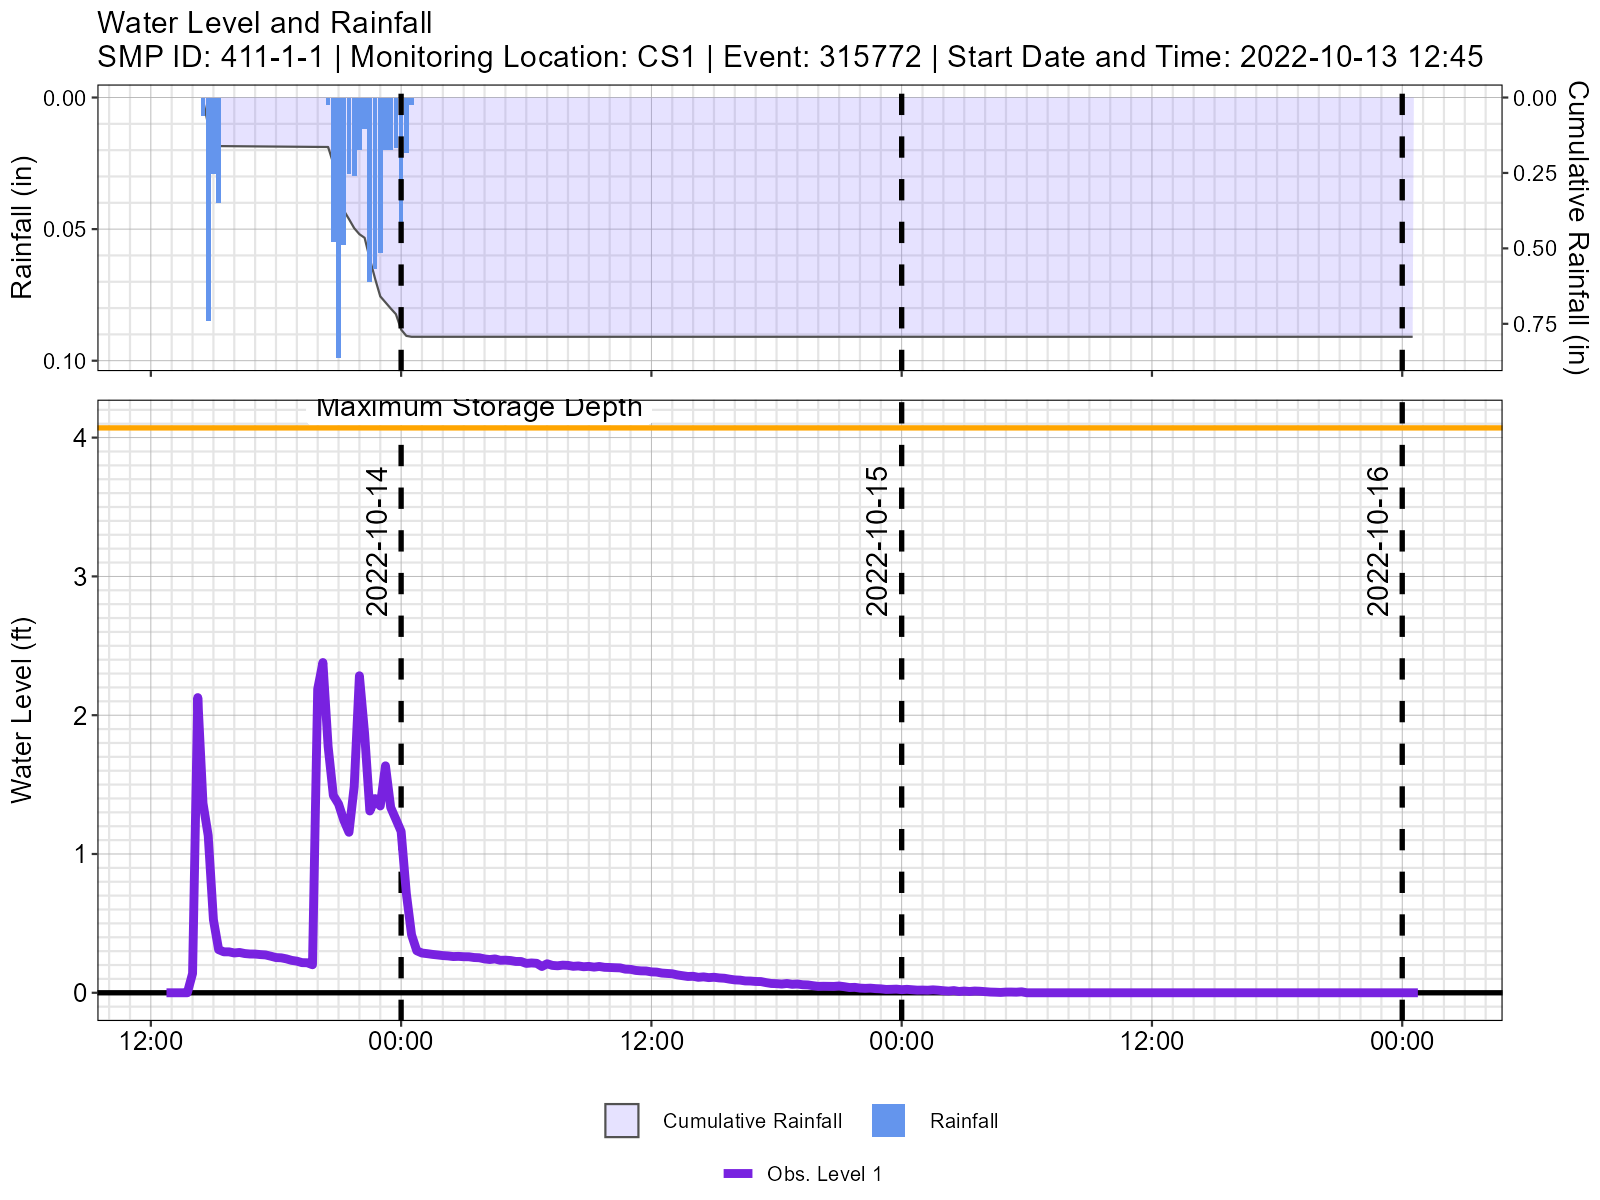 Water Level and Rainfall
SMP ID: 411-1-1 | Monitoring Location: CS1 | Event: 315772 | Start Date and Time: 2022-10-13 12:45
Rainfall (in)
0.00
0.05
0.10
0.00
0.25
0.50
0.75
Cumulative Rainfall (in)
Maximum Storage Depth
Water Level (ft)
4
3
2
1
0
2022-10-14
2022-10-15
2022-10-16
12:00
00:00
12:00
00:00
12:00
00:00
Cumulative Rainfall
Rainfall
Obs. Level 1